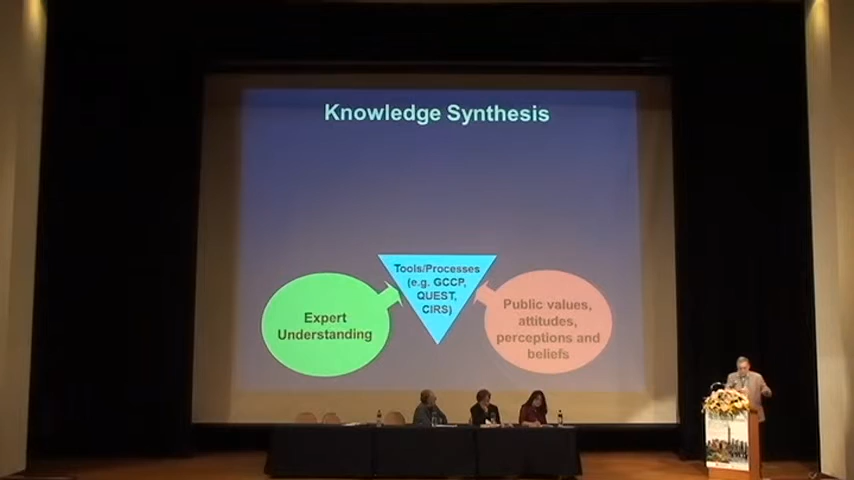 Knowledge Synthesis
Tools/Processes
(e.g. GCCP,
QUEST,
CIRS)
Expert
Understanding
Public values,
attitudes,
perceptions and
beliefs